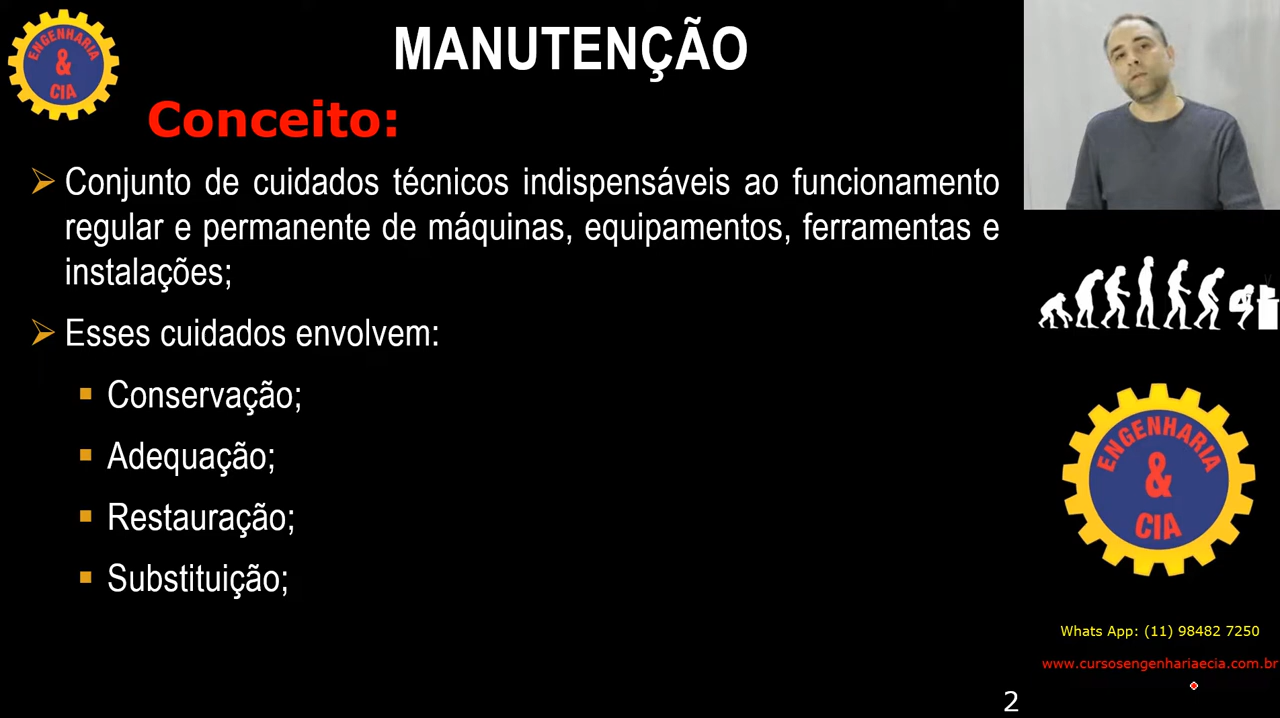 ENGENHARIA
&
CIA
MANUTENÇÃO
Conceito:
Conjunto de cuidados técnicos indispensáveis ao funcionamento
regular e permanente de máquinas, equipamentos, ferramentas e
instalações;
Esses cuidados envolvem:
Conservação;
Adequação;
Restauração;
Substituição;
ENGENHARIA
&
CIA
Whats App: (11) 98482 7250
www.cursosengenhariaecia.com.br
2